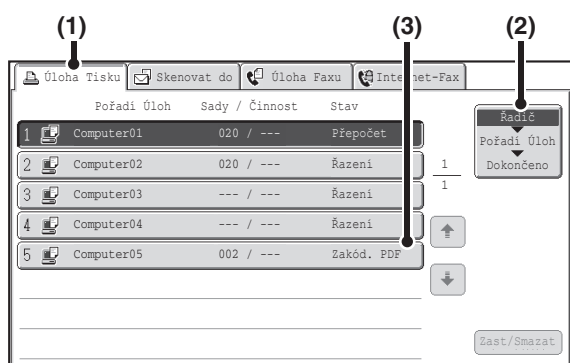 (1) (3) (2)
Úloha Tisku Skenovat do Úloha Faxu Internet-Fax
Pořadí Úloh Sady / Činnost Stav
Řadič
Pořadí Úloh
Dokončeno
1 Computer01 020 / --- Přepočet
2 Computer02 020 / --- Řazení
3 Computer03 --- / --- Řazení
4 Computer04 --- / --- Řazení
5 Computer05 002 / --- Zakód. PDF
1
1
Zast/Smazat